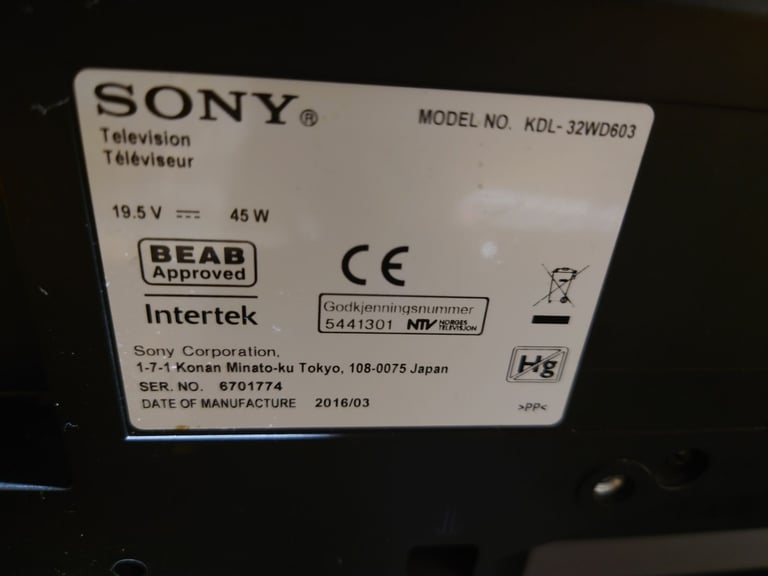 SONY®
MODEL NO. KDL-32WD603
Television
Téléviseur
19.5 V ⎓ 45 W
BEAB
Approved
Intertek
CE
Godkjenningsnummer
5441301 NTV NORGES TELEVISJON
Hg
Sony Corporation,
1-7-1 Konan Minato-ku Tokyo, 108-0075 Japan
SER. NO. 6701774
DATE OF MANUFACTURE 2016/03
>PP<